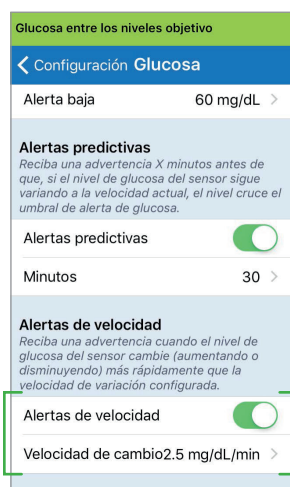 Glucosa entre los niveles objetivo
Configuración Glucosa
Alerta baja 60 mg/dL
Alertas predictivas
Reciba una advertencia X minutos antes de
que, si el nivel de glucosa del sensor sigue
variando a la velocidad actual, el nivel cruce el
umbral de alerta de glucosa.
Alertas predictivas
Minutos 30
Alertas de velocidad
Reciba una advertencia cuando el nivel de
glucosa del sensor cambie (aumentando o
disminuyendo) más rápidamente que la
velocidad de variación configurada.
Alertas de velocidad
Velocidad de cambio2.5 mg/dL/min